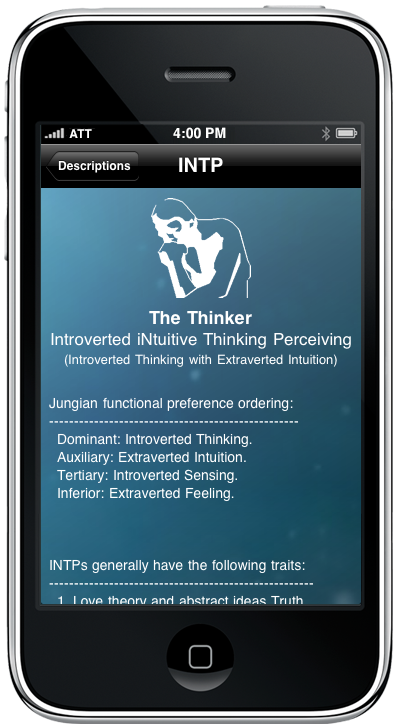 ATT 4:00 PM
Descriptions INTP
The Thinker
Introverted iNtuitive Thinking Perceiving
(Introverted Thinking with Extraverted Intuition)
Jungian functional preference ordering:
--------------------------------------------------
Dominant: Introverted Thinking.
Auxiliary: Extraverted Intuition.
Tertiary: Introverted Sensing.
Inferior: Extraverted Feeling.
INTPs generally have the following traits:
-----------------------------------------------------
1. Love theory and abstract ideas Truth